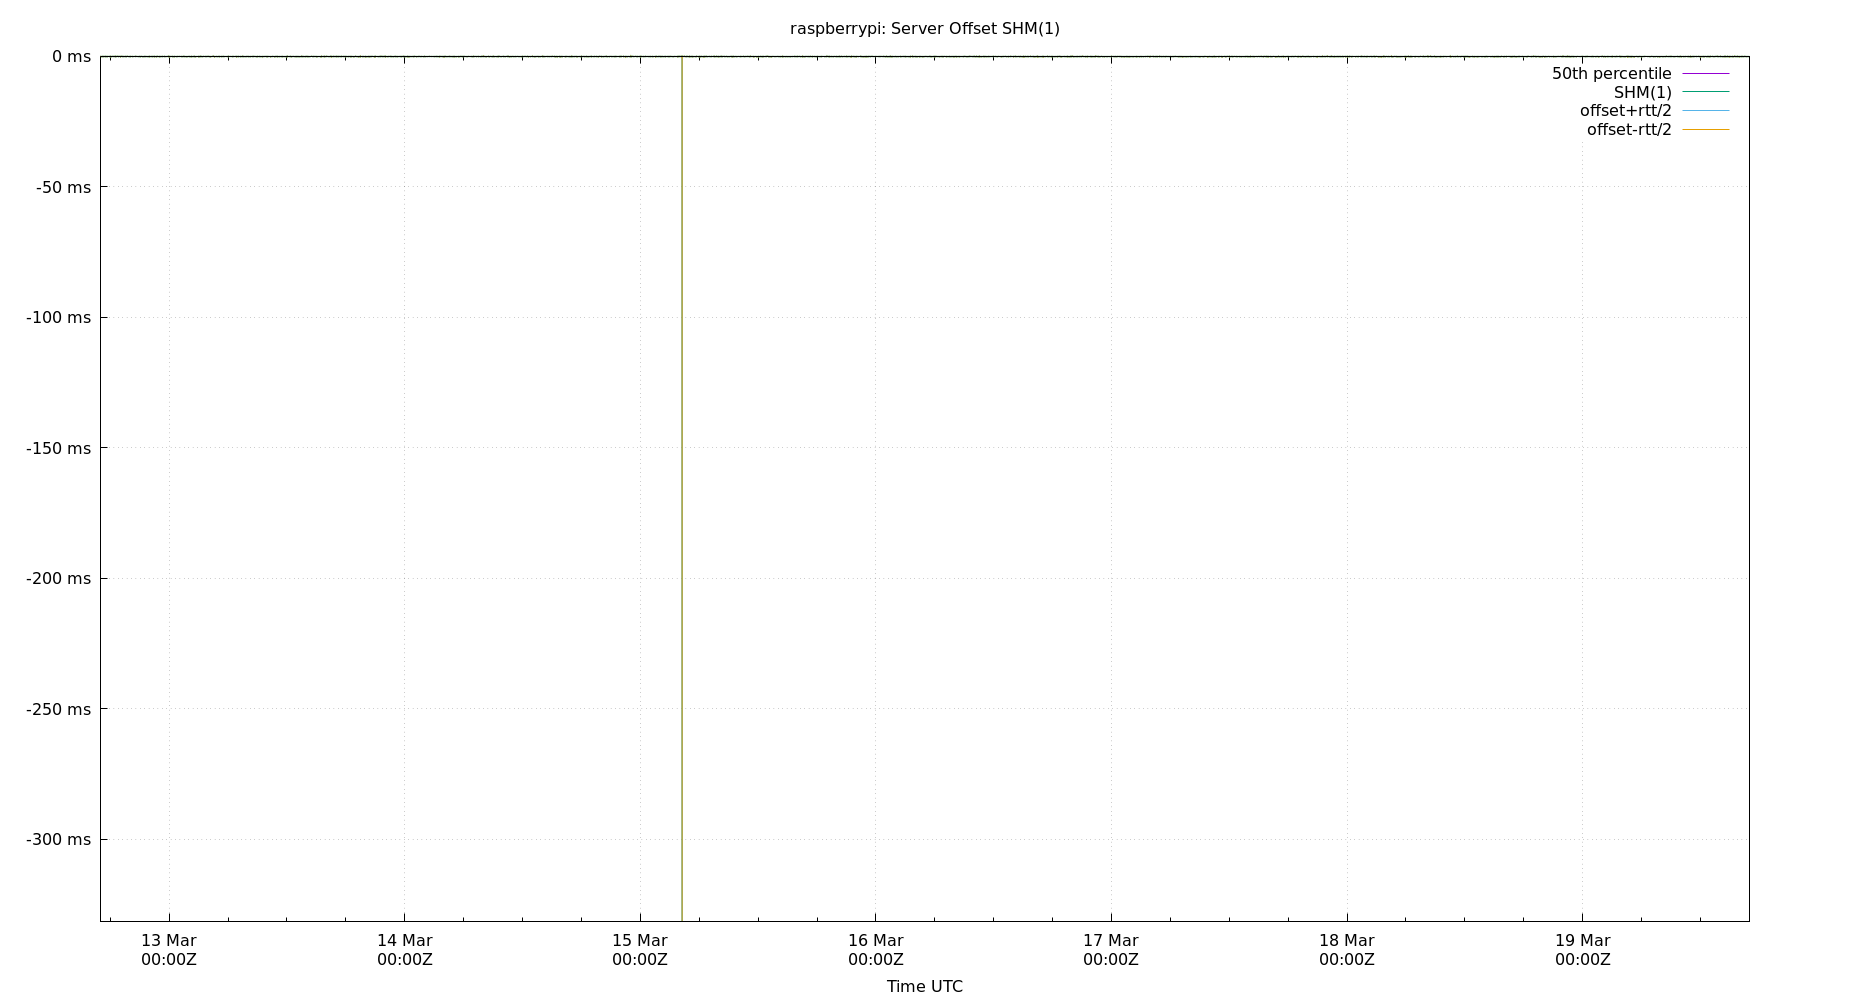 raspberrypi: Server Offset SHM(1)
0 ms
50th percentile
SHM(1)
offset+rtt/2
offset-rtt/2
-50 ms
-100 ms
-150 ms
-200 ms
-250 ms
-300 ms
13 Mar 14 Mar 15 Mar 16 Mar 17 Mar 18 Mar 19 Mar
00:00Z 00:00Z 00:00Z 00:00Z 00:00Z 00:00Z 00:00Z
Time UTC